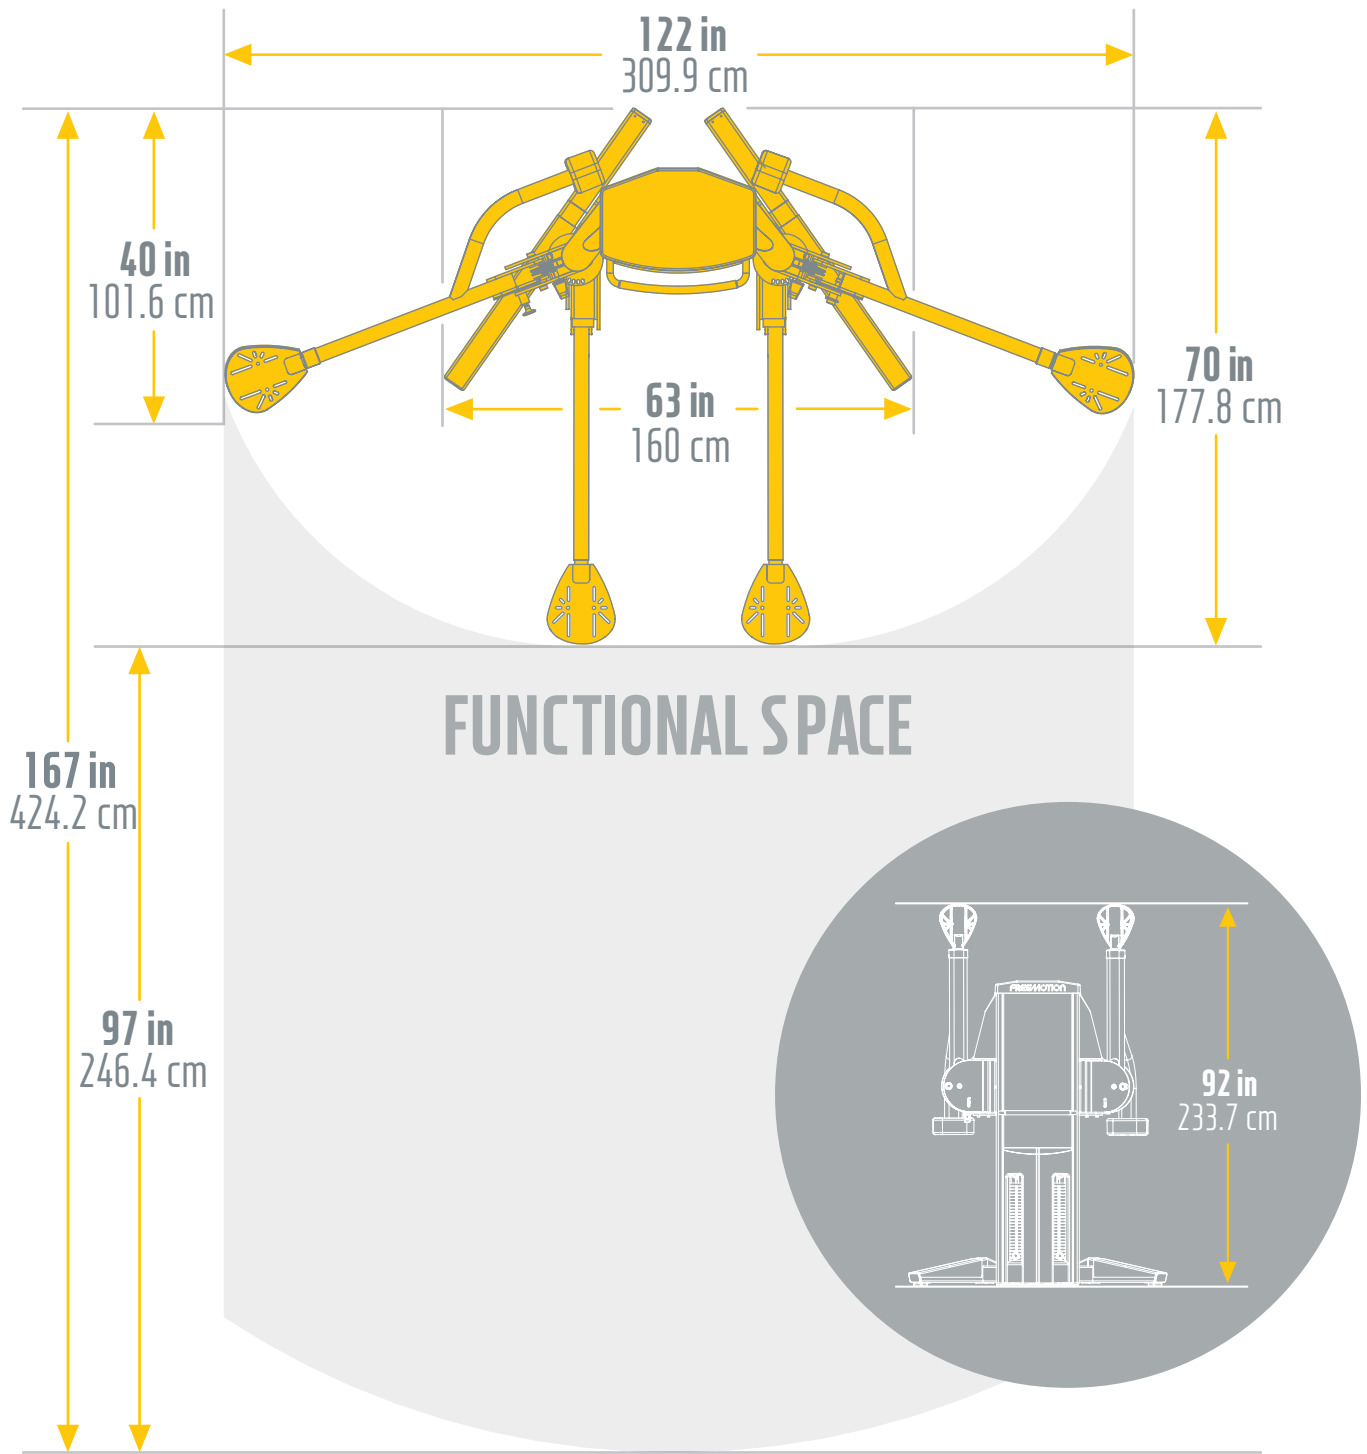 122 in
309.9 cm
40 in
101.6 cm
70 in
177.8 cm
63 in
160 cm
FUNCTIONAL SPACE
167 in
424.2 cm
97 in
246.4 cm
FREEMOTION
92 in
233.7 cm